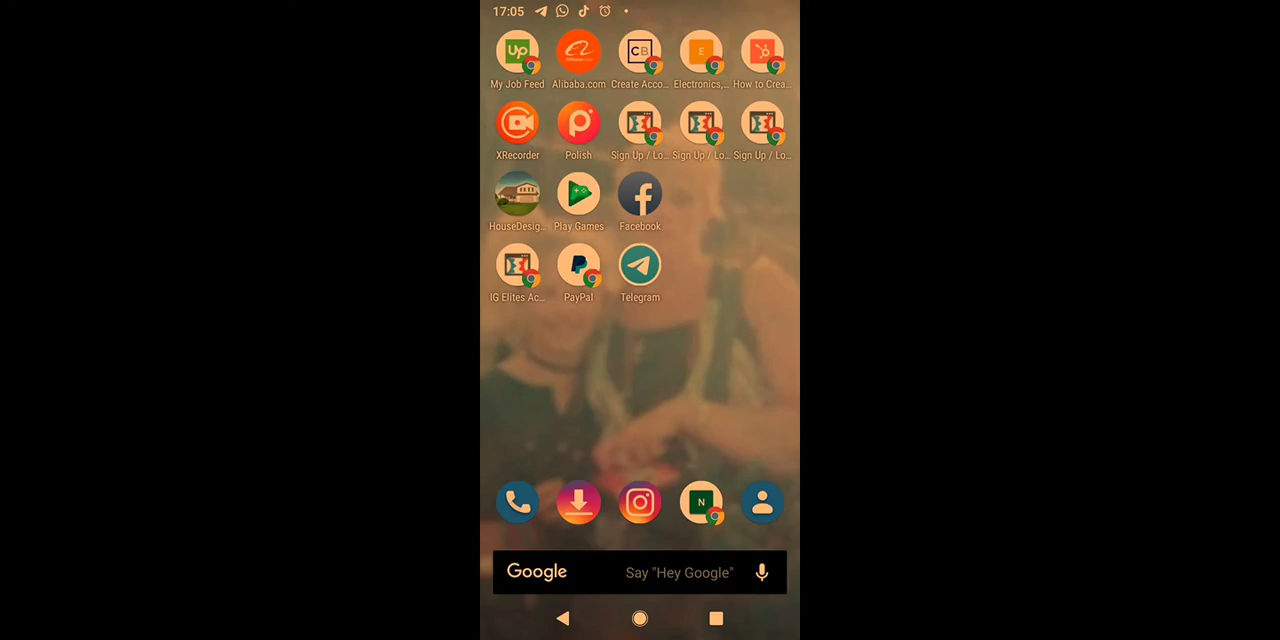 17:05
My Job Feed Alibaba.com Create Acco... Electronics,... How to Crea...
XRecorder Polish Sign Up / Lo... Sign Up / Lo... Sign Up / Lo...
HouseDesig... Play Games Facebook
IG Elites Ac... PayPal Telegram
N
Google Say "Hey Google"